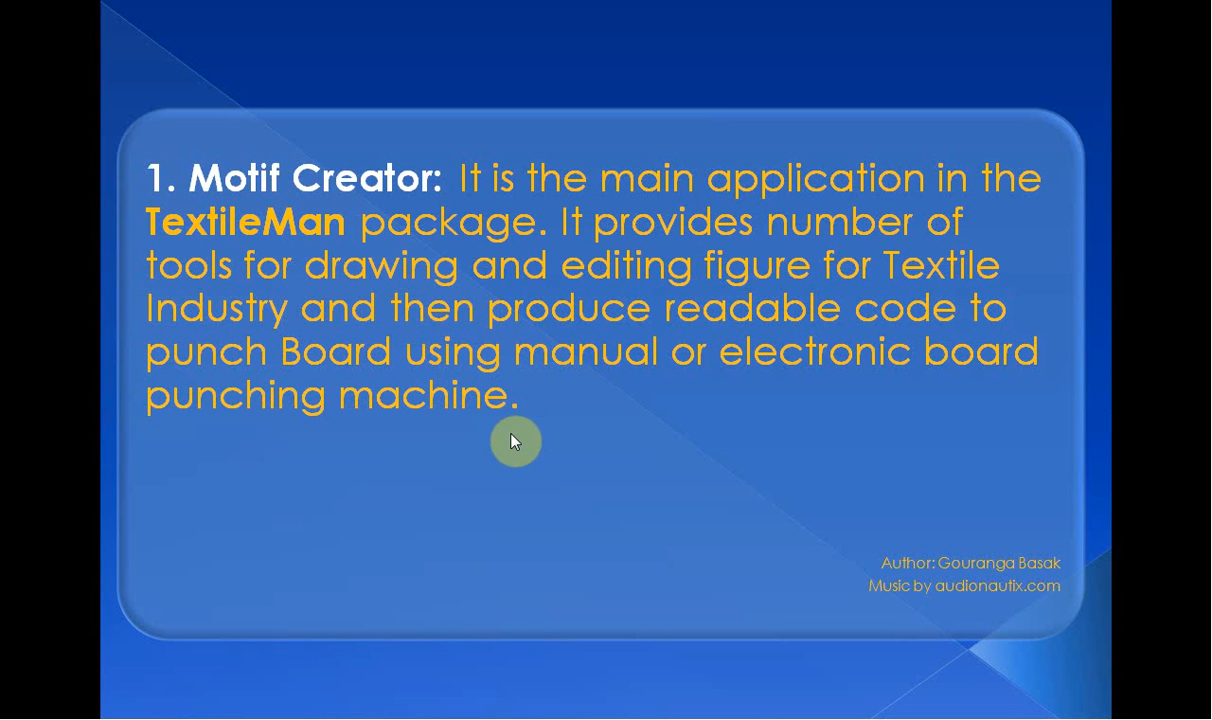 1. Motif Creator: It is the main application in the
TextileMan package. It provides number of
tools for drawing and editing figure for Textile
Industry and then produce readable code to
punch Board using manual or electronic board
punching machine.
Author: Gouranga Basak
Music by audionautix.com